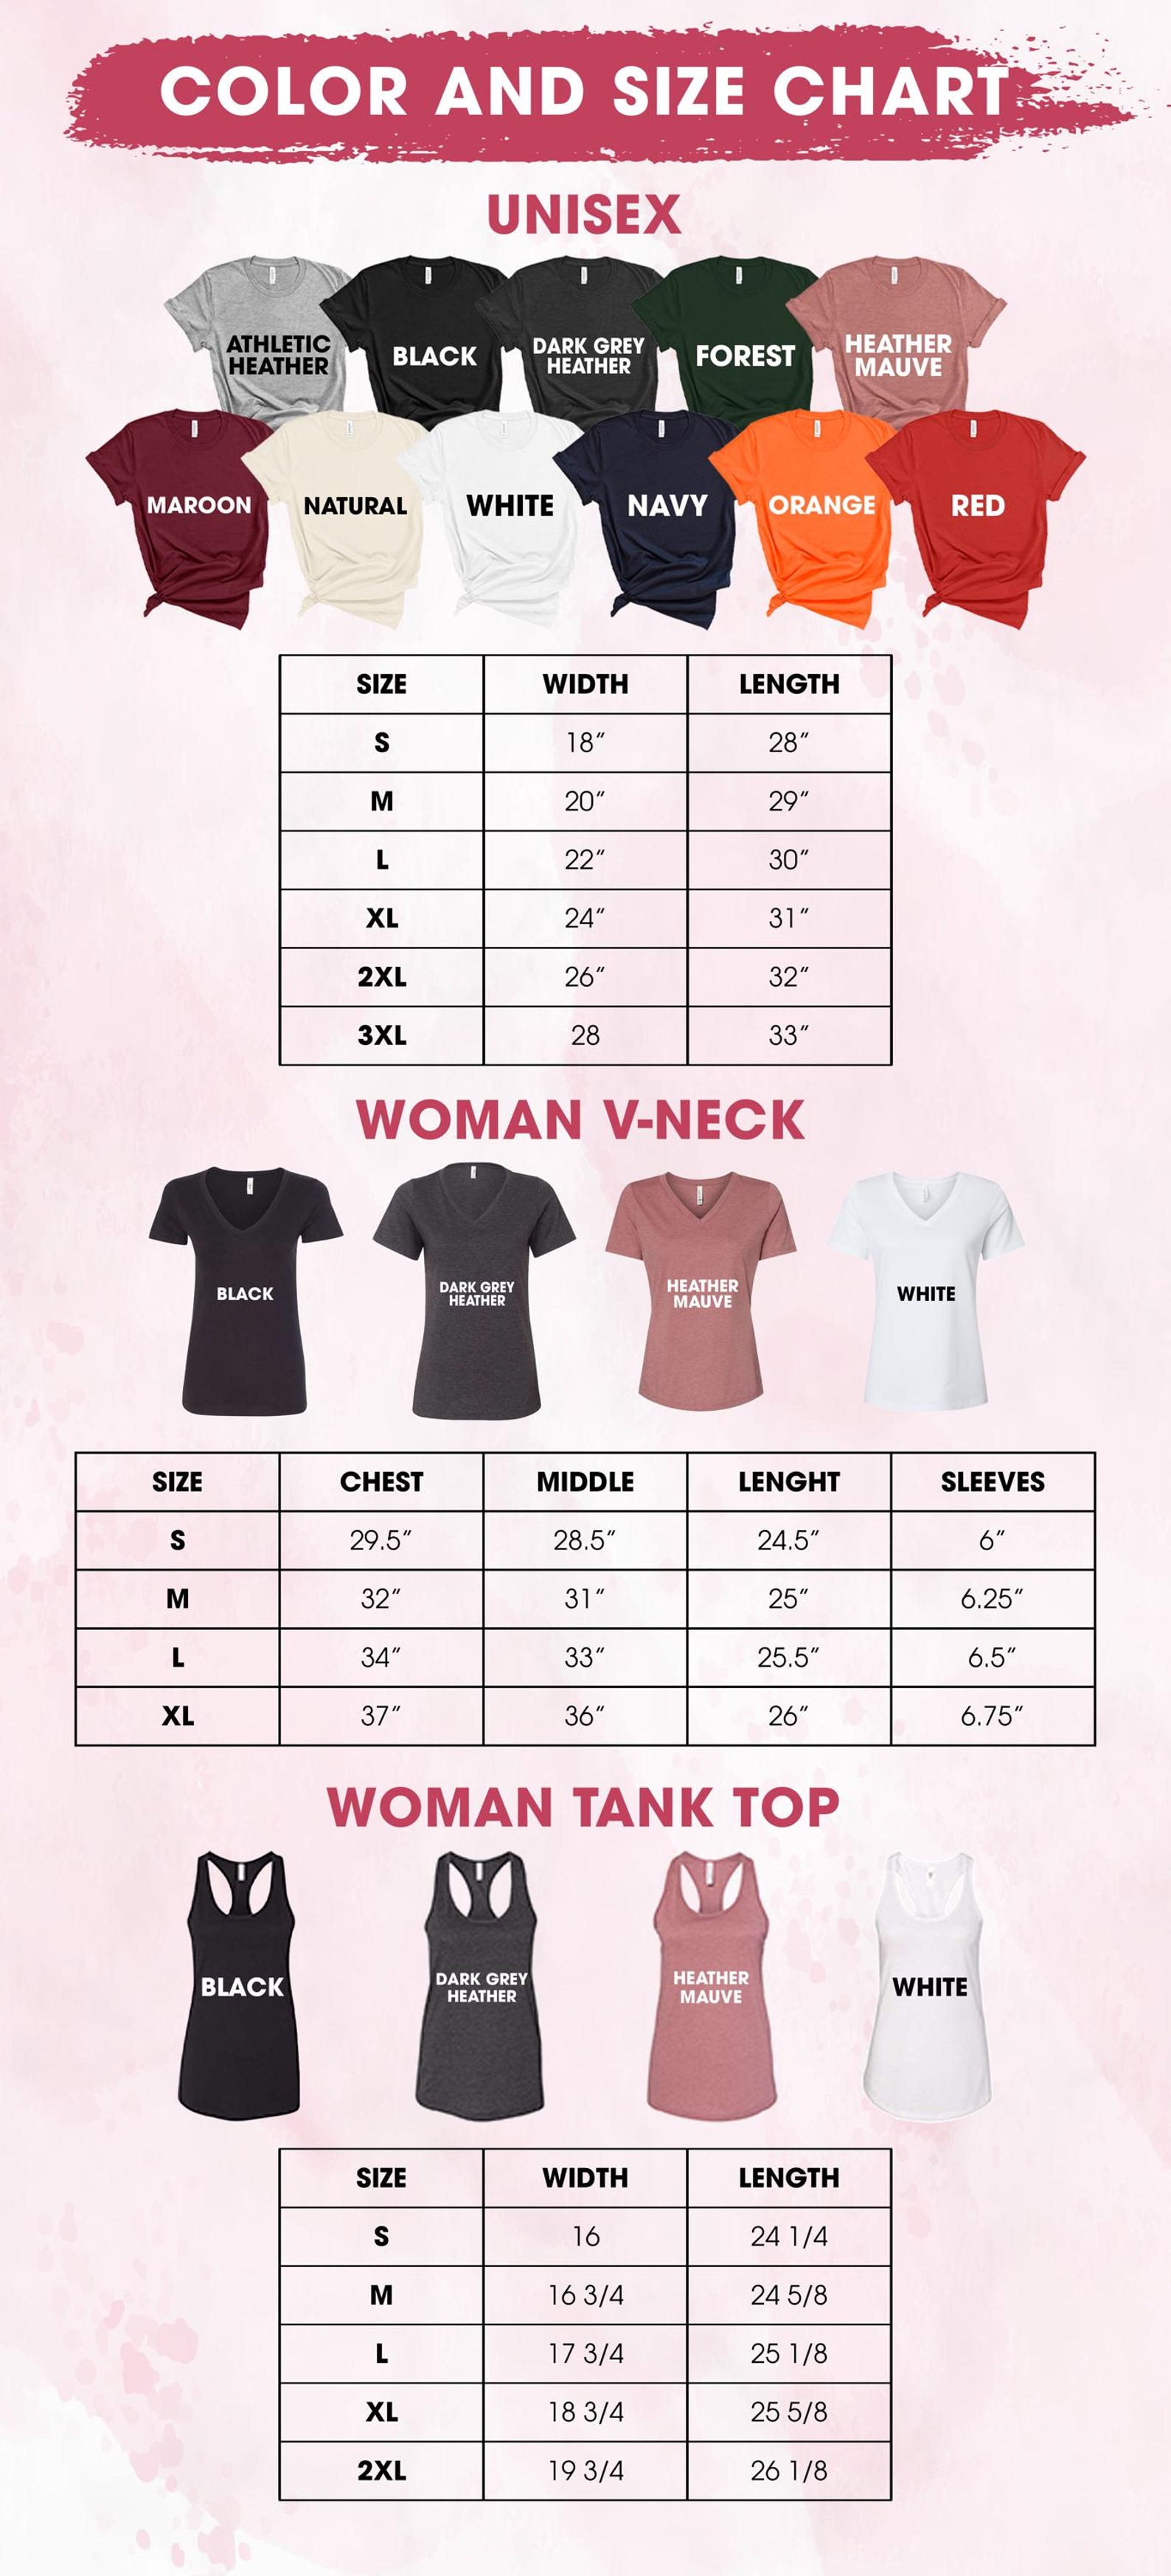 COLOR AND SIZE CHART
UNISEX
ATHLETIC
HEATHER
BLACK
DARK GREY
HEATHER
FOREST
HEATHER
MAUVE
MAROON
NATURAL
WHITE
NAVY
ORANGE
RED
SIZE WIDTH LENGTH
S 18" 28"
M 20" 29"
L 22" 30"
XL 24" 31"
2XL 26" 32"
3XL 28 33"
WOMAN V-NECK
BLACK
DARK GREY
HEATHER
HEATHER
MAUVE
WHITE
SIZE CHEST MIDDLE LENGHT SLEEVES
S 29.5" 28.5" 24.5" 6"
M 32" 31" 25" 6.25"
L 34" 33" 25.5" 6.5"
XL 37" 36" 26" 6.75"
WOMAN TANK TOP
BLACK
DARK GREY
HEATHER
HEATHER
MAUVE
WHITE
SIZE WIDTH LENGTH
S 16 24 1/4
M 16 3/4 24 5/8
L 17 3/4 25 1/8
XL 18 3/4 25 5/8
2XL 19 3/4 26 1/8